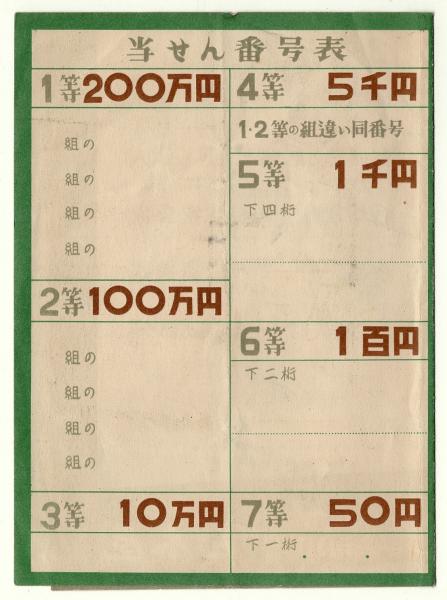 当せん番号表
1等 200万円
組の
組の
組の
組の
2等 100万円
組の
組の
組の
組の
3等 10万円
4等 5千円
1・2等の組違い同番号
5等 1千円
下四桁
6等 1百円
下二桁
7等 50円
下一桁